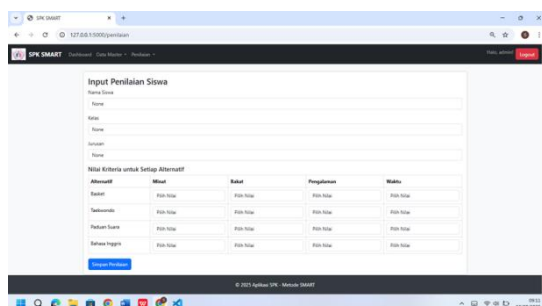 SPK SMART
127.0.0.1:5000/penilaian
SPK SMART Dashboard Data Master Penilaian Halo, admin! Logout
Input Penilaian Siswa
Nama Siswa
None
Kelas
None
Jurusan
None
Nilai Kriteria untuk Setiap Alternatif
Alternatif Minat Bakat Pengalaman Waktu
Basket Pilih Nilai Pilih Nilai Pilih Nilai Pilih Nilai
Taekwondo Pilih Nilai Pilih Nilai Pilih Nilai Pilih Nilai
Paduan Suara Pilih Nilai Pilih Nilai Pilih Nilai Pilih Nilai
Bahasa Inggris Pilih Nilai Pilih Nilai Pilih Nilai Pilih Nilai
Simpan Penilaian
© 2025 Aplikasi SPK - Metode SMART